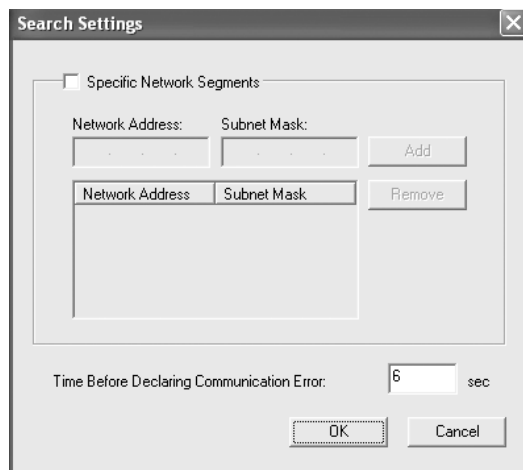 Search Settings
Specific Network Segments
Network Address: Subnet Mask:
. . . . . . Add
Network Address Subnet Mask Remove
Time Before Declaring Communication Error: 6 sec
OK Cancel